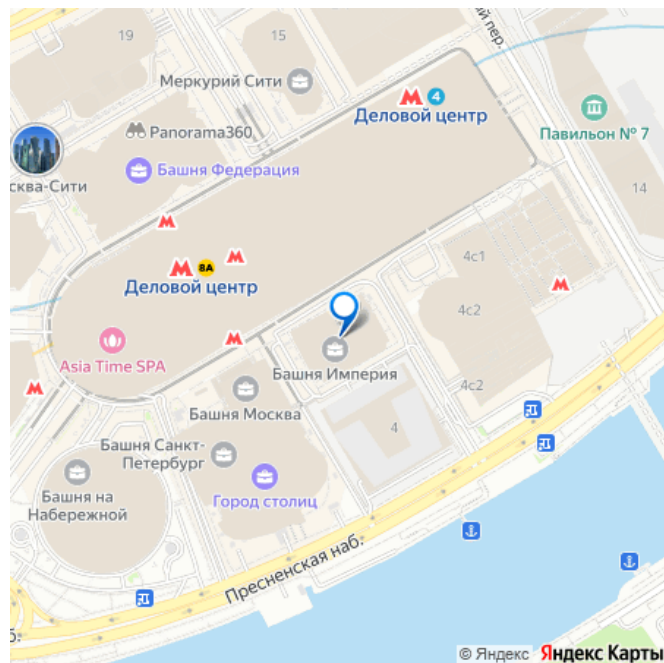 19
15
ый пер.
Меркурий Сити
4
Деловой центр
Panorama360
Павильон № 7
сква-Сити
Башня Федерация
14
4с1
8А
Деловой центр
4с2
Asia Time SPA
Башня Империя
4с2
Башня Москва
4
Башня Санкт-
Петербург
Башня на
Набережной
Город столиц
Пресненская наб.
б.
© Яндекс Яндекс Карты